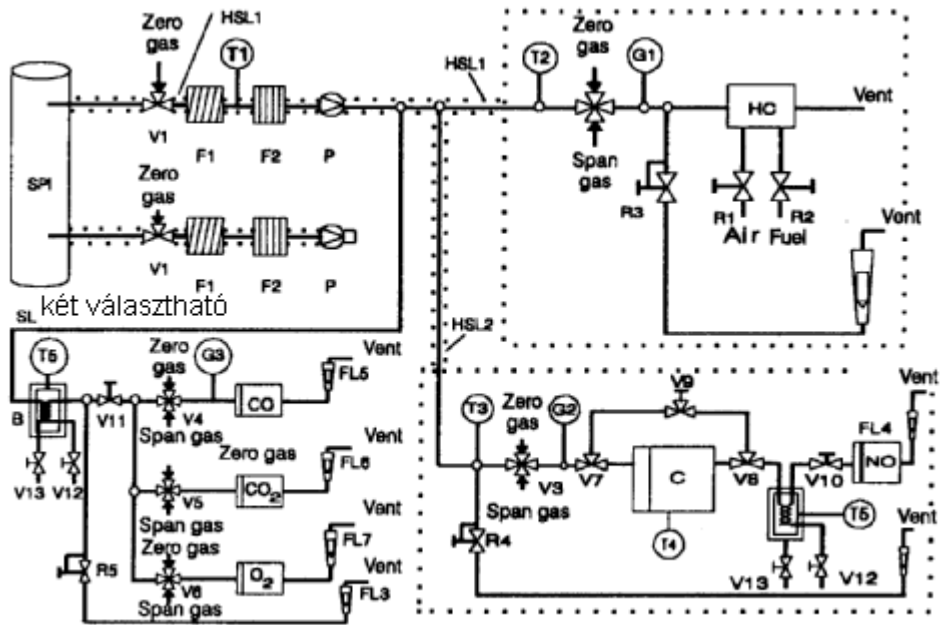 Zero
gas
HSL1
T1
V1
F1
F2
P
SP1
Zero
gas
V1
F1
F2
P
két választható
HSL1
T2
Zero
gas
G1
Span
gas
HC
Vent
R3
R1
R2
Air
Fuel
Vent
SL
T5
B
V13
V12
V11
R5
Zero
gas
V4
Span gas
G3
CO
Vent
FL5
Zero gas
V5
Span gas
CO2
Vent
FL6
Zero gas
V6
Span gas
O2
Vent
FL7
Vent
FL3
HSL2
T3
Zero
gas
G2
V3
Span gas
R4
V7
V9
C
T4
V8
V10
T5
V13
V12
FL4
NO
Vent
Vent